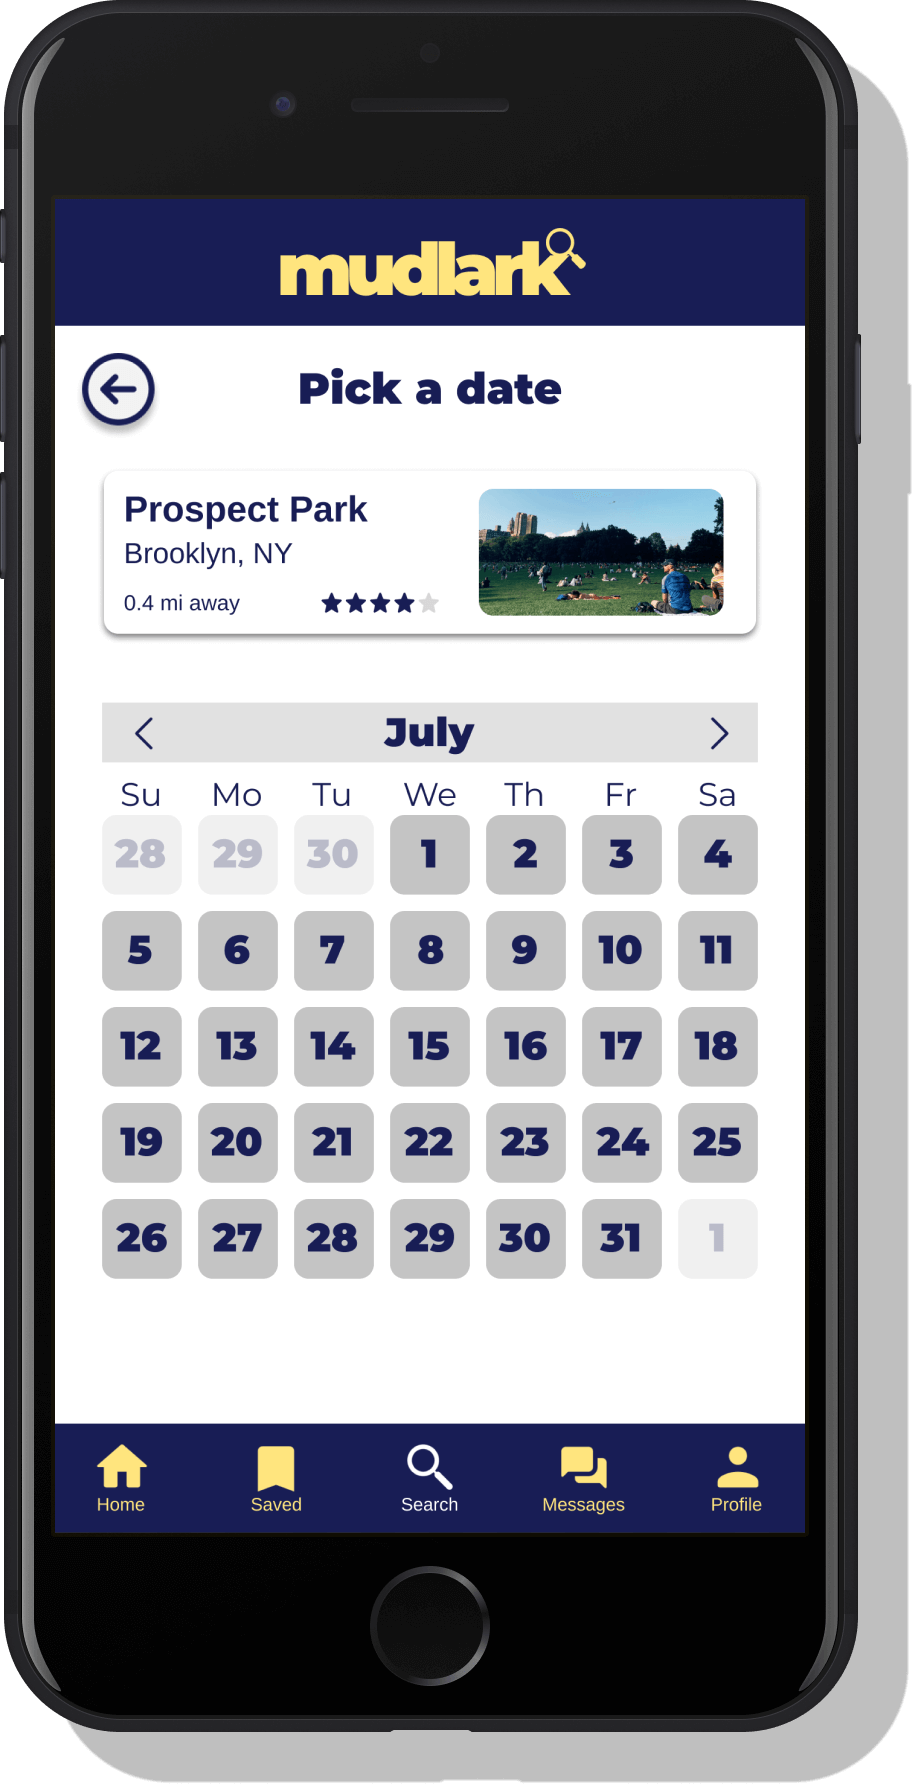 mudlark
Pick a date
Prospect Park
Brooklyn, NY
0.4 mi away
July
Su Mo Tu We Th Fr Sa
28 29 30 1 2 3 4
5 6 7 8 9 10 11
12 13 14 15 16 17 18
19 20 21 22 23 24 25
26 27 28 29 30 31 1
Home Saved Search Messages Profile